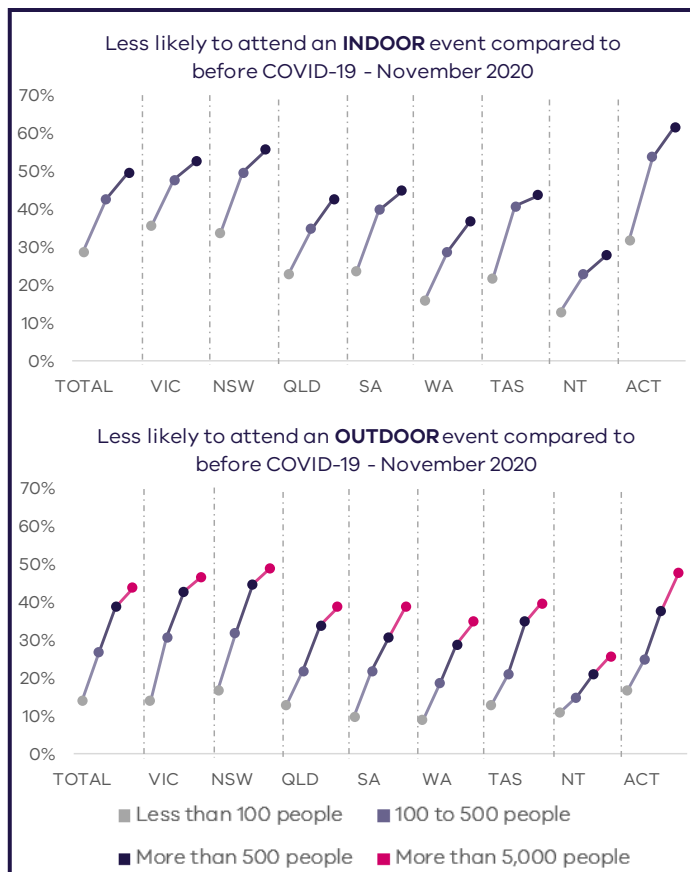 Less likely to attend an INDOOR event compared to
before COVID-19 - November 2020
70%
60%
50%
40%
30%
20%
10%
0%
TOTAL VIC NSW QLD SA WA TAS NT ACT
Less likely to attend an OUTDOOR event compared to
before COVID-19 - November 2020
70%
60%
50%
40%
30%
20%
10%
0%
TOTAL VIC NSW QLD SA WA TAS NT ACT
Less than 100 people 100 to 500 people
More than 500 people More than 5,000 people